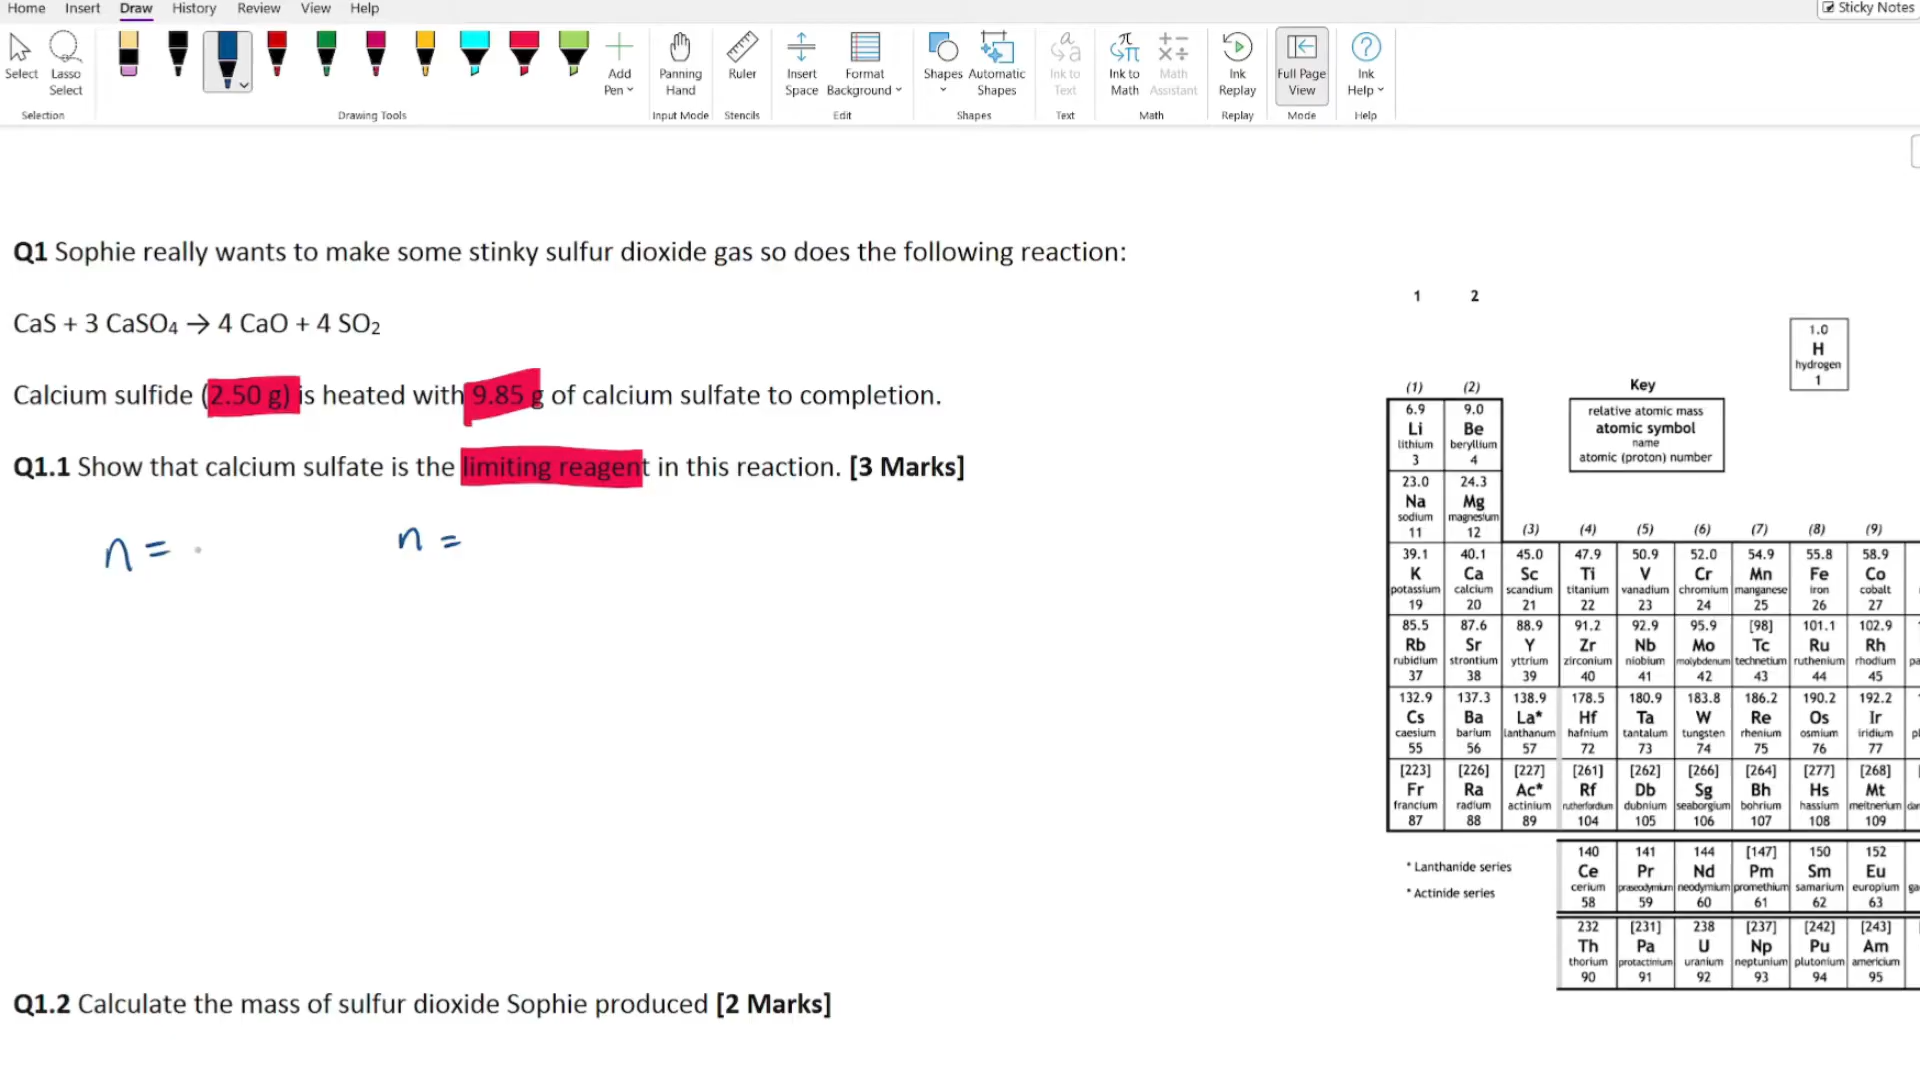 Home Insert Draw History Review View Help Sticky Notes
Select Lasso Select Add Pen Panning Hand Ruler Insert Space Format Background Shapes Automatic Shapes Ink to Text Ink to Math Math Assistant Ink Replay Full Page View Ink Help
Selection Drawing Tools Input Mode Stencils Edit Shapes Text Math Replay Mode Help
Q1 Sophie really wants to make some stinky sulfur dioxide gas so does the following reaction:
CaS + 3 CaSO₄ → 4 CaO + 4 SO₂
Calcium sulfide (2.50 g) is heated with 9.85 g of calcium sulfate to completion.
Q1.1 Show that calcium sulfate is the limiting reagent in this reaction. [3 Marks]
n = n =
Q1.2 Calculate the mass of sulfur dioxide Sophie produced [2 Marks]
1 2
1.0
H
hydrogen
1
(1) (2)
Key
relative atomic mass
atomic symbol
name
atomic (proton) number
6.9 9.0
Li Be
lithium beryllium
3 4
23.0 24.3
Na Mg
sodium magnesium
11 12
(3) (4) (5) (6) (7) (8) (9)
39.1 40.1 45.0 47.9 50.9 52.0 54.9 55.8 58.9
K Ca Sc Ti V Cr Mn Fe Co
potassium calcium scandium titanium vanadium chromium manganese iron cobalt
19 20 21 22 23 24 25 26 27
85.5 87.6 88.9 91.2 92.9 95.9 [98] 101.1 102.9
Rb Sr Y Zr Nb Mo Tc Ru Rh
rubidium strontium yttrium zirconium niobium molybdenum technetium ruthenium rhodium pa
37 38 39 40 41 42 43 44 45
132.9 137.3 138.9 178.5 180.9 183.8 186.2 190.2 192.2
Cs Ba La* Hf Ta W Re Os Ir
caesium barium lanthanum hafnium tantalum tungsten rhenium osmium iridium pl
55 56 57 72 73 74 75 76 77
[223] [226] [227] [261] [262] [266] [264] [277] [268]
Fr Ra Ac* Rf Db Sg Bh Hs Mt
francium radium actinium rutherfordium dubnium seaborgium bohrium hassium meitnerium dar
87 88 89 104 105 106 107 108 109
* Lanthanide series
* Actinide series
140 141 144 [147] 150 152
Ce Pr Nd Pm Sm Eu
cerium praseodymium neodymium promethium samarium europium ga
58 59 60 61 62 63
232 [231] 238 [237] [242] [243]
Th Pa U Np Pu Am
thorium protactinium uranium neptunium plutonium americium
90 91 92 93 94 95